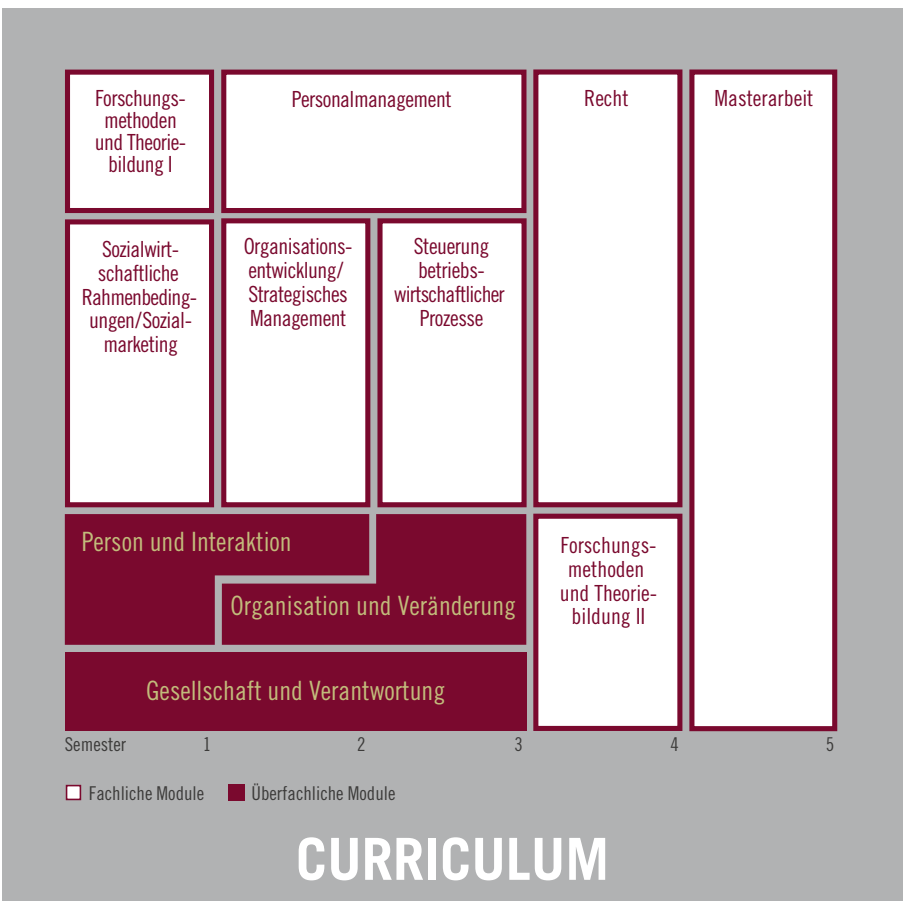 Forschungs-
methoden
und Theorie-
bildung I
Personalmanagement
Recht
Masterarbeit
Sozialwirt-
schaftliche
Rahmenbeding-
ungen/Sozial-
marketing
Organisations-
entwicklung/
Strategisches
Management
Steuerung
betriebs-
wirtschaftlicher
Prozesse
Person und Interaktion
Organisation und Veränderung
Forschungs-
methoden
und Theorie-
bildung II
Gesellschaft und Verantwortung
Semester 1 2 3 4 5
Fachliche Module Überfachliche Module
CURRICULUM